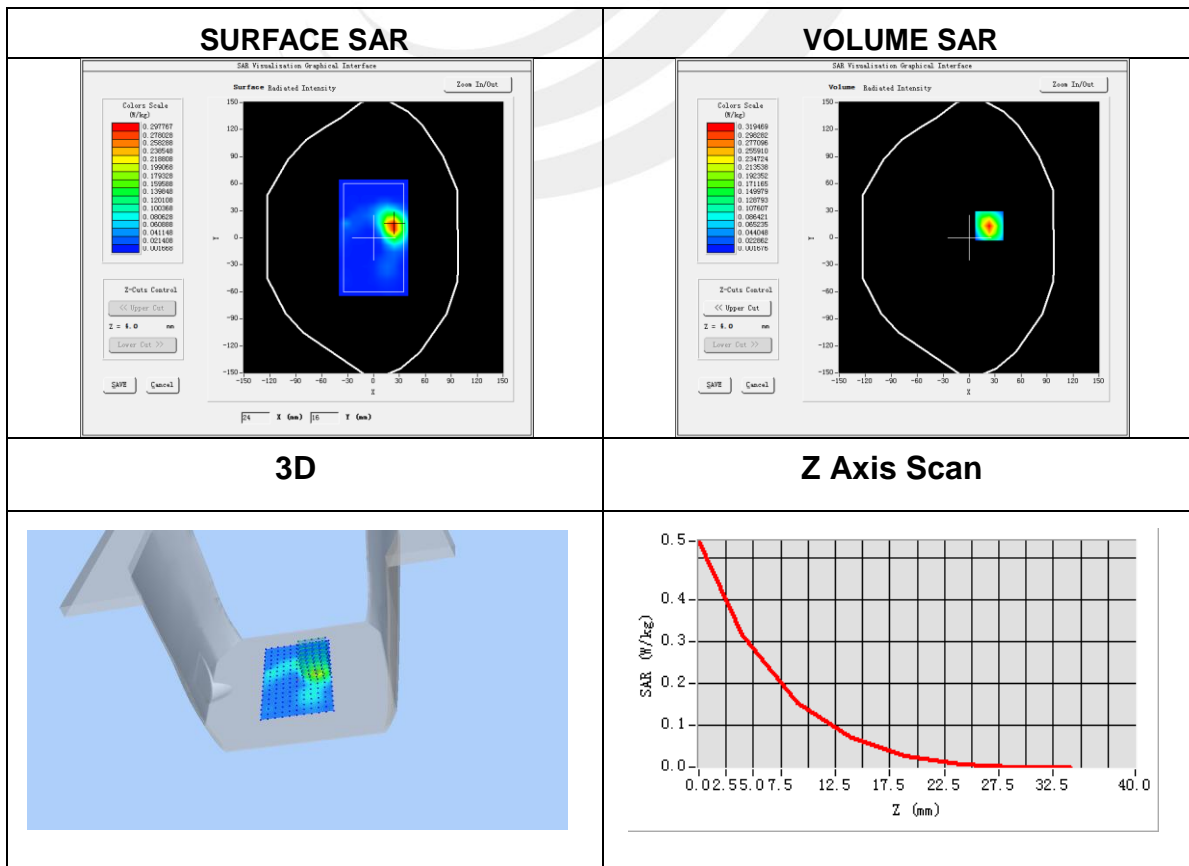 SURFACE SAR
VOLUME SAR
SAR Visualisation Graphical Interface
Surface Radiated Intensity
Zoom In/Out
Colors Scale
(W/kg)
0.297767
0.278028
0.258288
0.238548
0.218808
0.199068
0.179328
0.159588
0.139848
0.120108
0.100368
0.080628
0.060888
0.041148
0.021408
0.001668
Z-Cuts Control
<< Upper Cut
Z = 4.0 mm
Lower Cut >>
SAVE
Cancel
150
120
90
60
30
0
-30
-60
-90
-120
-150
Y
-150 -120 -90 -60 -30 0 30 60 90 120 150
X
24 X (mm) 16 Y (mm)
SAR Visualisation Graphical Interface
Volume Radiated Intensity
Zoom In/Out
Colors Scale
(W/kg)
0.319469
0.298282
0.277096
0.255910
0.234724
0.213538
0.192352
0.171165
0.149979
0.128793
0.107607
0.086421
0.065235
0.044048
0.022862
0.001676
Z-Cuts Control
<< Upper Cut
Z = 4.0 mm
Lower Cut >>
SAVE
Cancel
150
120
90
60
30
0
-30
-60
-90
-120
-150
Y
-150 -120 -90 -60 -30 0 30 60 90 120 150
X
3D
Z Axis Scan
0.5
0.4
0.3
0.2
0.1
0.0
SAR (W/kg)
0.0 2.5 5.0 7.5 12.5 17.5 22.5 27.5 32.5 40.0
Z (mm)